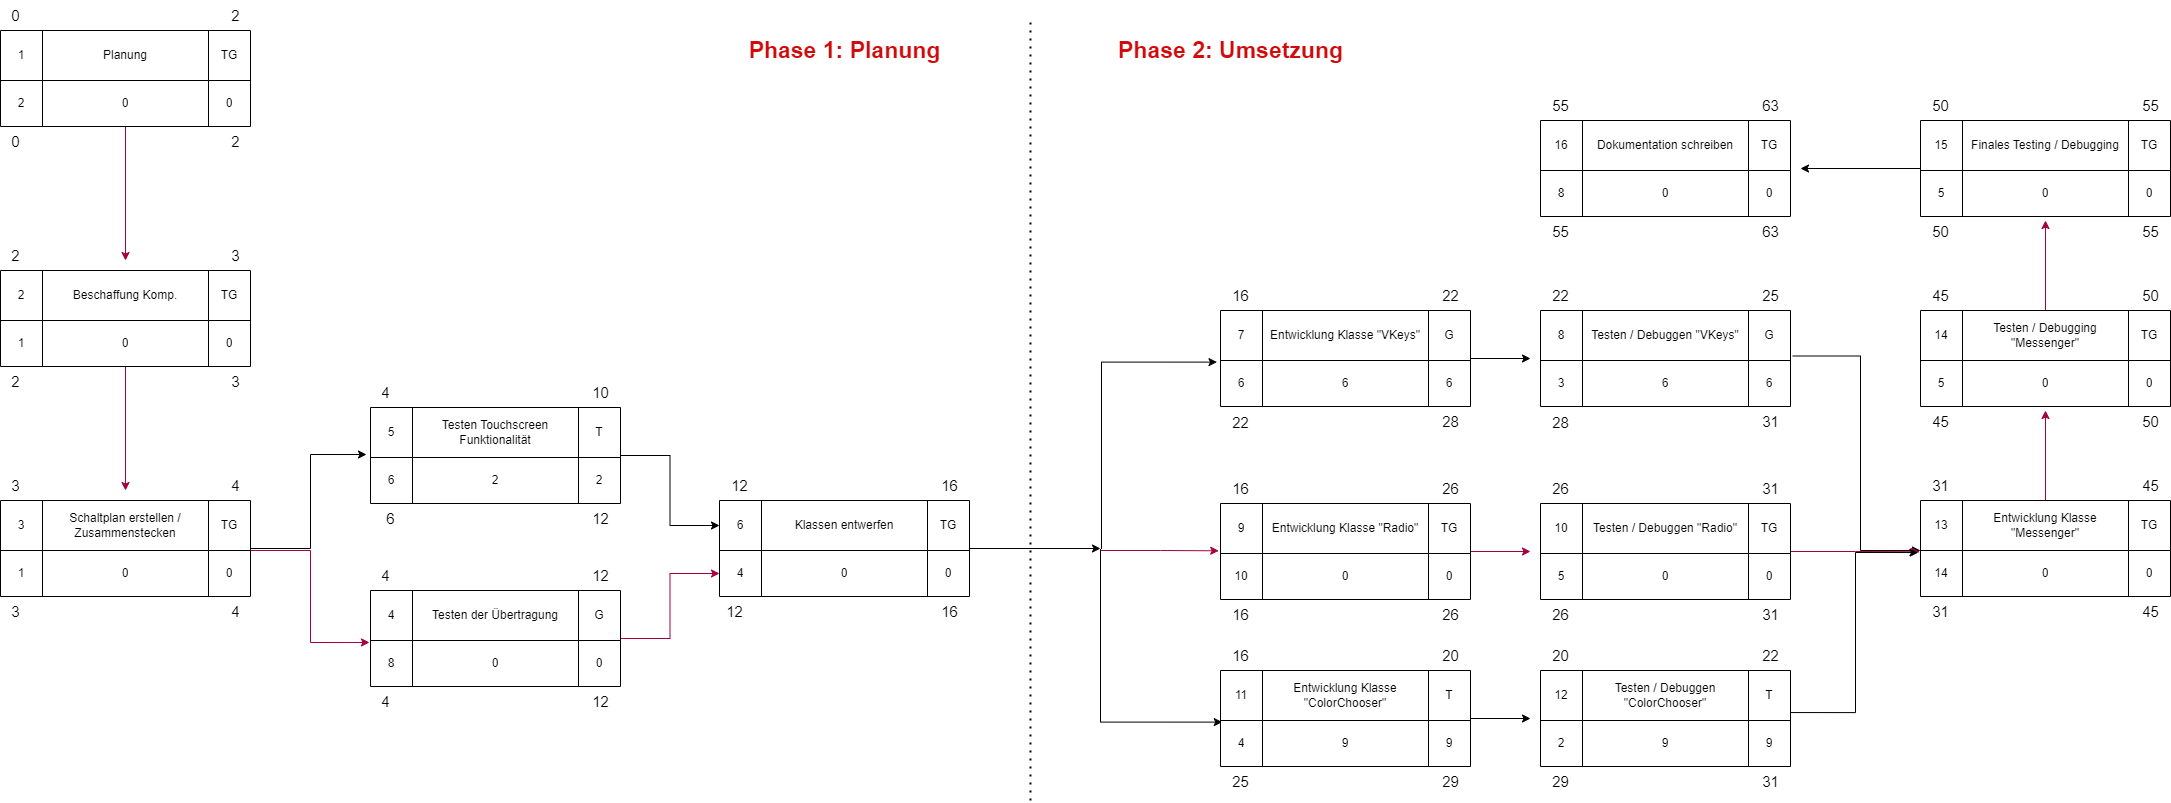 Phase 1: Planung
Phase 2: Umsetzung
0 2
1 Planung TG
2 0 0
0 2
2 3
2 Beschaffung Komp. TG
1 0 0
2 3
3 4
3 Schaltplan erstellen /
Zusammenstecken TG
1 0 0
3 4
4 10
5 Testen Touchscreen
Funktionalität T
6 2 2
6 12
4 12
4 Testen der Übertragung G
8 0 0
4 12
12 16
6 Klassen entwerfen TG
4 0 0
12 16
16 22
7 Entwicklung Klasse "VKeys" G
6 6 6
22 28
22 25
8 Testen / Debuggen "VKeys" G
3 6 6
28 31
16 26
9 Entwicklung Klasse "Radio" TG
10 0 0
16 26
26 31
10 Testen / Debuggen "Radio" TG
5 0 0
26 31
16 20
11 Entwicklung Klasse
"ColorChooser" T
4 9 9
25 29
20 22
12 Testen / Debuggen
"ColorChooser" T
2 9 9
29 31
31 45
13 Entwicklung Klasse
"Messenger" TG
14 0 0
31 45
45 50
14 Testen / Debugging
"Messenger" TG
5 0 0
45 50
50 55
15 Finales Testing / Debugging TG
5 0 0
50 55
55 63
16 Dokumentation schreiben TG
8 0 0
55 63